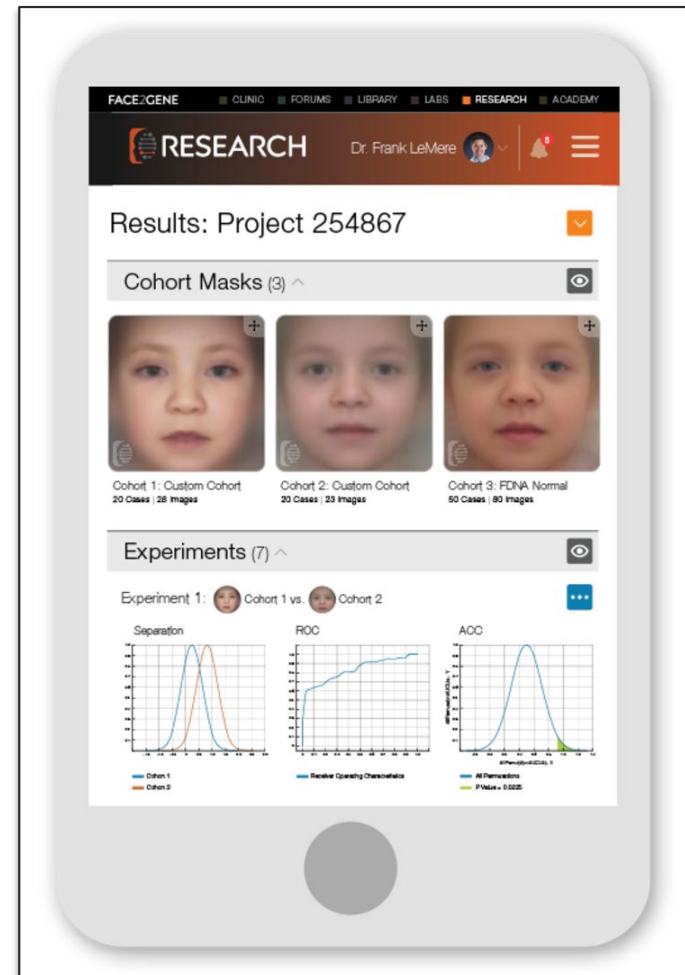 FACE2GENE CLINIC FORUMS LIBRARY LABS RESEARCH ACADEMY
RESEARCH Dr. Frank LeMere
Results: Project 254867
Cohort Masks (3)
Cohort 1: Custom Cohort
20 Cases | 28 Images
Cohort 2: Custom Cohort
20 Cases | 23 Images
Cohort 3: FDNA Normal
50 Cases | 80 Images
Experiments (7)
Experiment 1: Cohort 1 vs. Cohort 2
Separation
ROC
ACC
Cohort 1
Cohort 2
Receiver Operating Characteristics
All Permutations
P Value = 0.0225